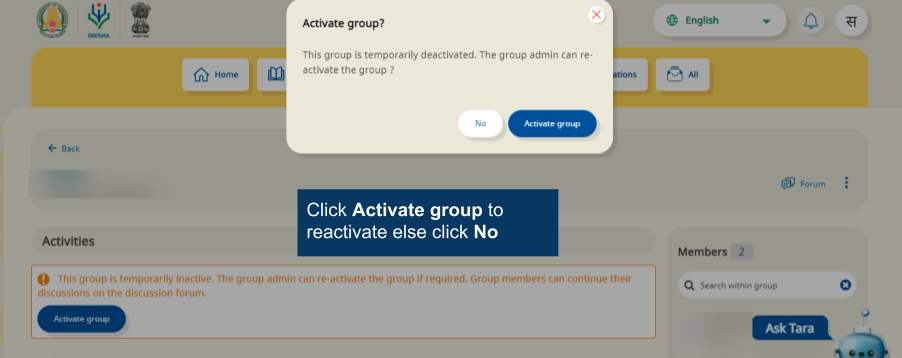 Activate group?
This group is temporarily deactivated. The group admin can re-
activate the group ?
No
Activate group
DIKSHA
English
स
Home
ations
All
Back
Forum
Click Activate group to
reactivate else click No
Activities
This group is temporarily inactive. The group admin can re-activate the group if required. Group members can continue their
discussions on the discussion forum.
Activate group
Members 2
Search within group
Ask Tara